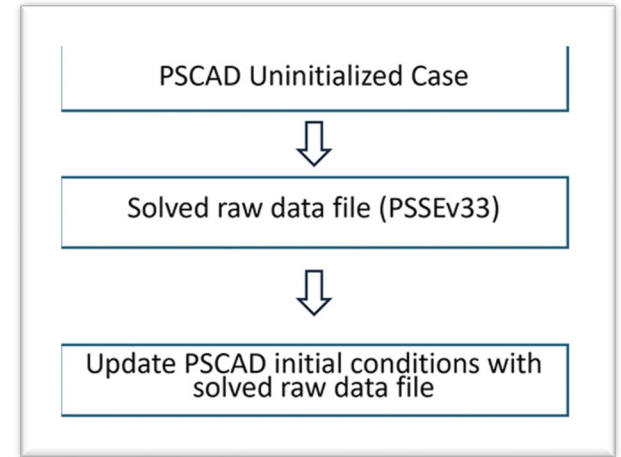 PSCAD Uninitialized Case
Solved raw data file (PSSEv33)
Update PSCAD initial conditions with
solved raw data file